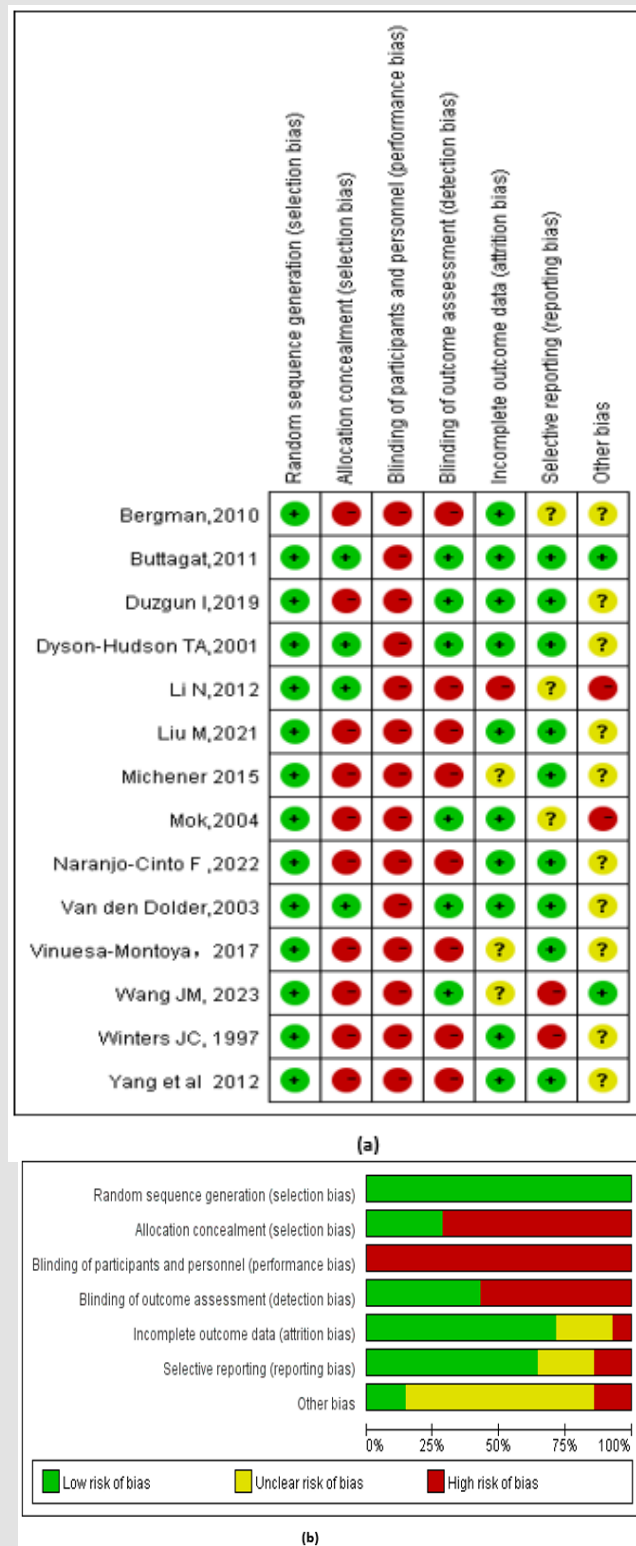 Random sequence generation (selection bias)
Allocation concealment (selection bias)
Blinding of participants and personnel (performance bias)
Blinding of outcome assessment (detection bias)
Incomplete outcome data (attrition bias)
Selective reporting (reporting bias)
Other bias
Bergman,2010 + - - - + ? ?
Buttagat,2011 + + - + + + +
Duzgun I,2019 + - - + + + ?
Dyson-Hudson TA,2001 + + - + + + ?
Li N,2012 + + - - - ? -
Liu M,2021 + - - - + + ?
Michener 2015 + - - - ? + ?
Mok,2004 + - - + + ? -
Naranjo-Cinto F ,2022 + - - - + + ?
Van den Dolder,2003 + + - + + + ?
Vinuesa-Montoya，2017 + - - - ? + ?
Wang JM, 2023 + - - + ? - +
Winters JC, 1997 + - - - + - ?
Yang et al 2012 + - - - + + ?
(a)
Random sequence generation (selection bias)
Allocation concealment (selection bias)
Blinding of participants and personnel (performance bias)
Blinding of outcome assessment (detection bias)
Incomplete outcome data (attrition bias)
Selective reporting (reporting bias)
Other bias
0% 25% 50% 75% 100%
Low risk of bias Unclear risk of bias High risk of bias
(b)